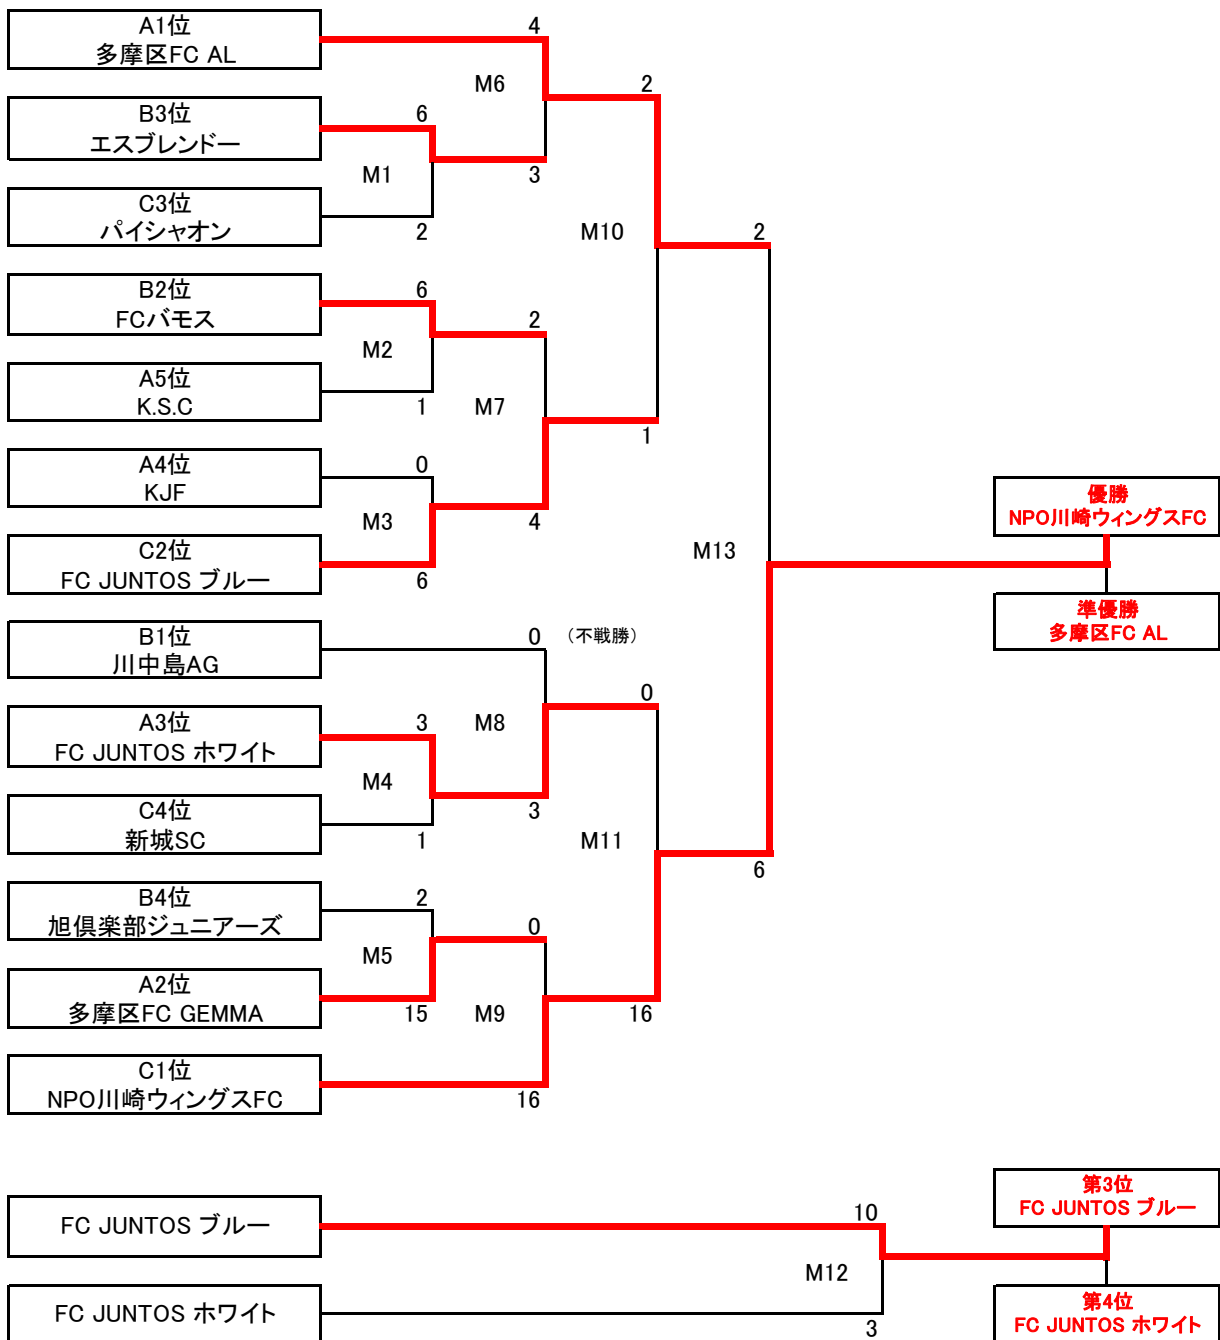 A1位
多摩区FC AL
4
M6
2
B3位
エスブレンドー
6
M1
3
C3位
パイシャオン
2
M10
2
B2位
FCバモス
6
2
M2
A5位
K.S.C
1
M7
1
A4位
KJF
0
M3
4
C2位
FC JUNTOS ブルー
6
M13
優勝
NPO川崎ウィングスFC
準優勝
多摩区FC AL
B1位
川中島AG
0 (不戦勝)
0
A3位
FC JUNTOS ホワイト
3
M8
M4
3
C4位
新城SC
1
M11
6
B4位
旭倶楽部ジュニアーズ
2
0
M5
A2位
多摩区FC GEMMA
15
M9
16
C1位
NPO川崎ウィングスFC
16
FC JUNTOS ブルー
10
第3位
FC JUNTOS ブルー
M12
FC JUNTOS ホワイト
3
第4位
FC JUNTOS ホワイト